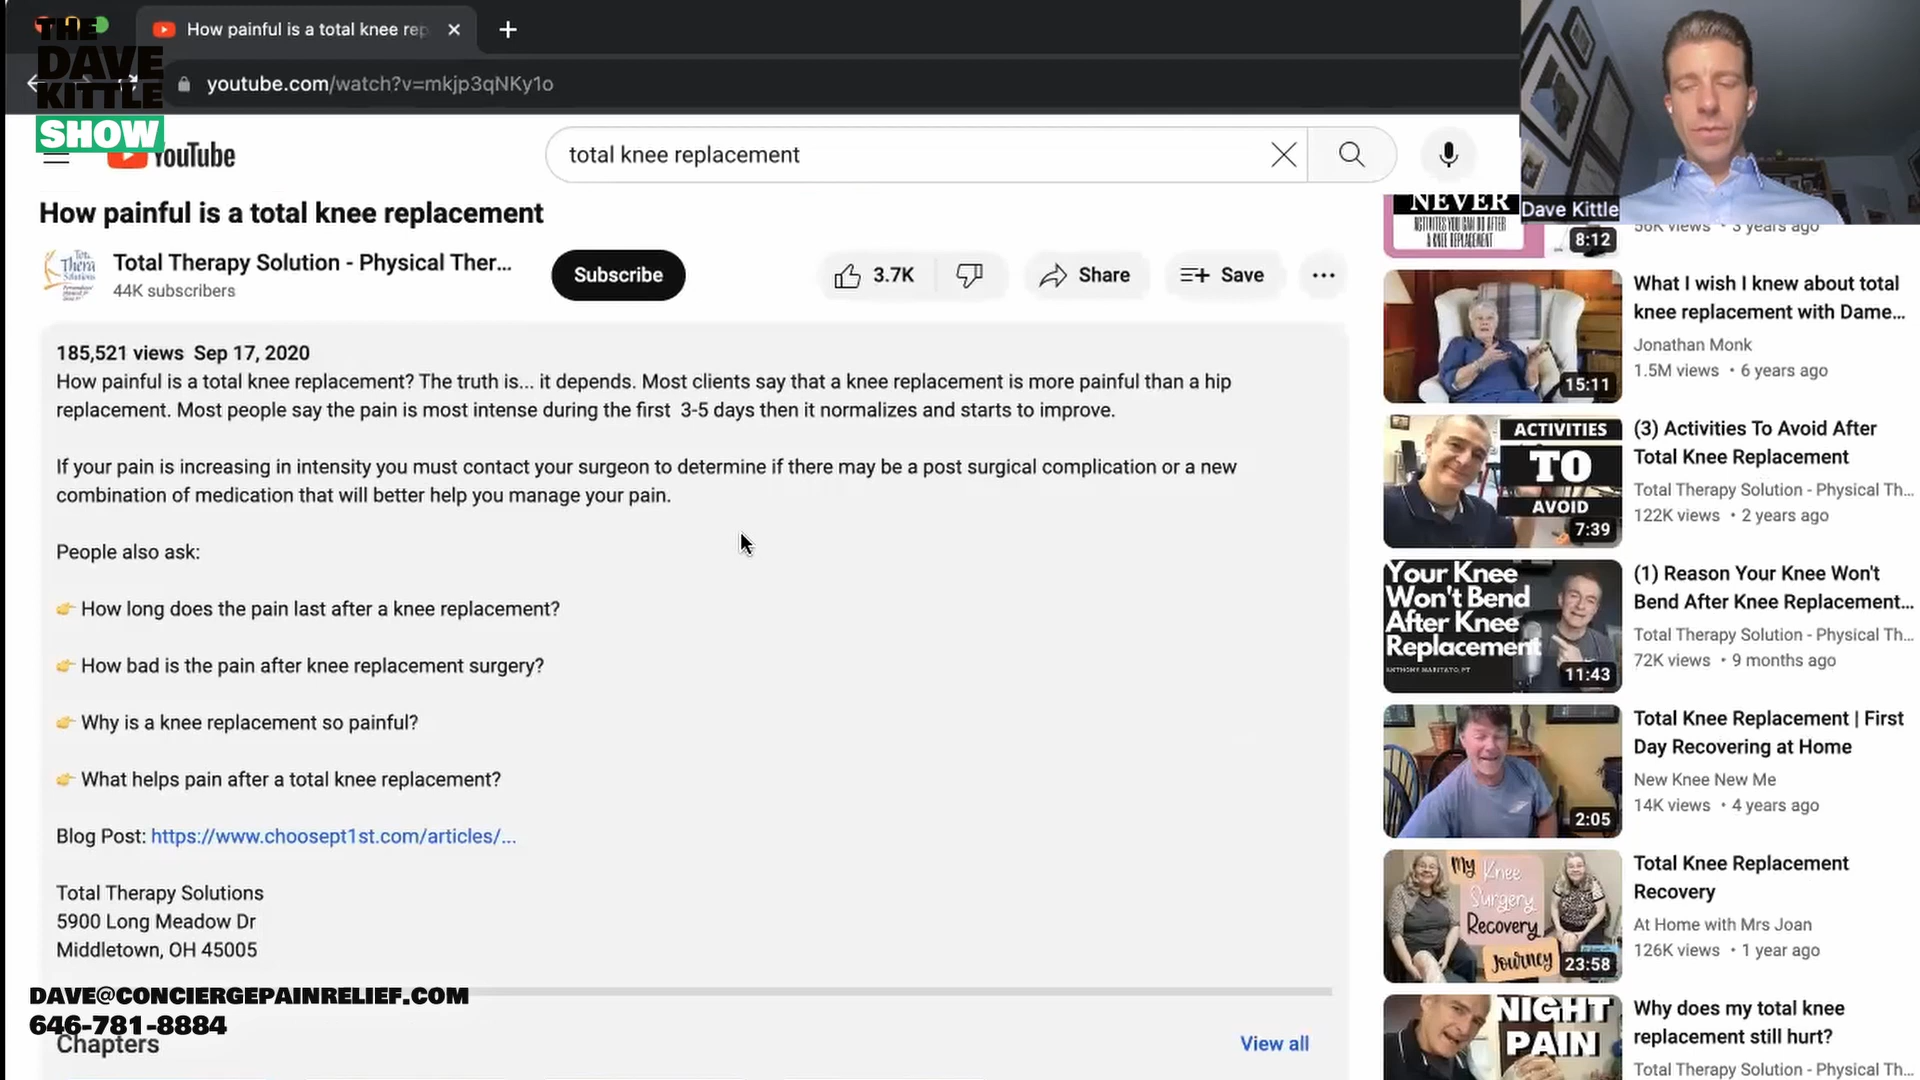 How painful is a total knee rep
THE
DAVE
KITTLE
SHOW
youtube.com/watch?v=mkjp3qNKy1o
YouTube
total knee replacement
Dave Kittle
How painful is a total knee replacement
Total Therapy Solution - Physical Ther...
44K subscribers
Subscribe
3.7K
Share
Save
185,521 views Sep 17, 2020
How painful is a total knee replacement? The truth is... it depends. Most clients say that a knee replacement is more painful than a hip
replacement. Most people say the pain is most intense during the first 3-5 days then it normalizes and starts to improve.
If your pain is increasing in intensity you must contact your surgeon to determine if there may be a post surgical complication or a new
combination of medication that will better help you manage your pain.
People also ask:
👉 How long does the pain last after a knee replacement?
👉 How bad is the pain after knee replacement surgery?
👉 Why is a knee replacement so painful?
👉 What helps pain after a total knee replacement?
Blog Post: https://www.choosept1st.com/articles/...
Total Therapy Solutions
5900 Long Meadow Dr
Middletown, OH 45005
DAVE@CONCIERGEPAINRELIEF.COM
646-781-8884
Chapters
View all
NEVER
ACTIVITIES YOU CAN DO AFTER
A KNEE REPLACEMENT
8:12
56K views • 3 years ago
15:11
What I wish I knew about total
knee replacement with Dame...
Jonathan Monk
1.5M views • 6 years ago
ACTIVITIES
TO
AVOID
7:39
(3) Activities To Avoid After
Total Knee Replacement
Total Therapy Solution - Physical Th...
122K views • 2 years ago
Your Knee
Won't Bend
After Knee
Replacement
ANTHONY MARITATO, PT
11:43
(1) Reason Your Knee Won't
Bend After Knee Replacement...
Total Therapy Solution - Physical Th...
72K views • 9 months ago
2:05
Total Knee Replacement | First
Day Recovering at Home
New Knee New Me
14K views • 4 years ago
My Knee
Surgery
Recovery
Journey
23:58
Total Knee Replacement
Recovery
At Home with Mrs Joan
126K views • 1 year ago
NIGHT
PAIN
Why does my total knee
replacement still hurt?
Total Therapy Solution - Physical Th...